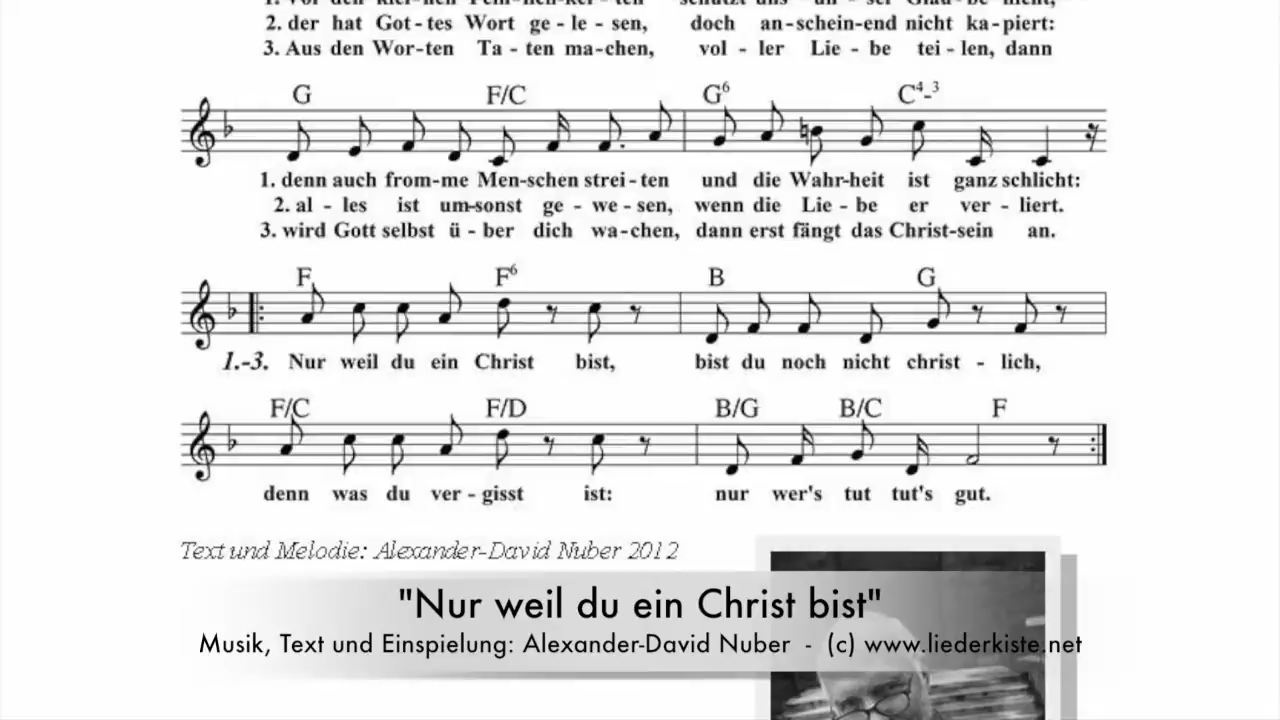 2. der hat Got-tes Wort ge-le-sen, doch an-schein-end nicht ka-piert:
3. Aus den Wor-ten Ta-ten ma-chen, vol-ler Lie-be tei-len, dann
G F/C G6 C4-3
1. denn auch from-me Men-schen strei-ten und die Wahr-heit ist ganz schlicht:
2. al-les ist um-sonst ge-we-sen, wenn die Lie-be er ver-liert.
3. wird Gott selbst ü-ber dich wa-chen, dann erst fängt das Christ-sein an.
F F6 B G
1.-3. Nur weil du ein Christ bist, bist du noch nicht christ-lich,
F/C F/D B/G B/C F
denn was du ver-gisst ist: nur wer's tut tut's gut.
Text und Melodie: Alexander-David Nuber 2012
"Nur weil du ein Christ bist"
Musik, Text und Einspielung: Alexander-David Nuber - (c) www.liederkiste.net